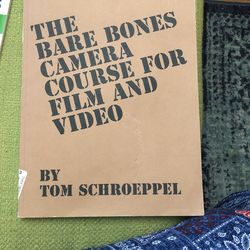 THE
BARE BONES
CAMERA
COURSE FOR
FILM AND
VIDEO
BY
TOM SCHROEPPEL